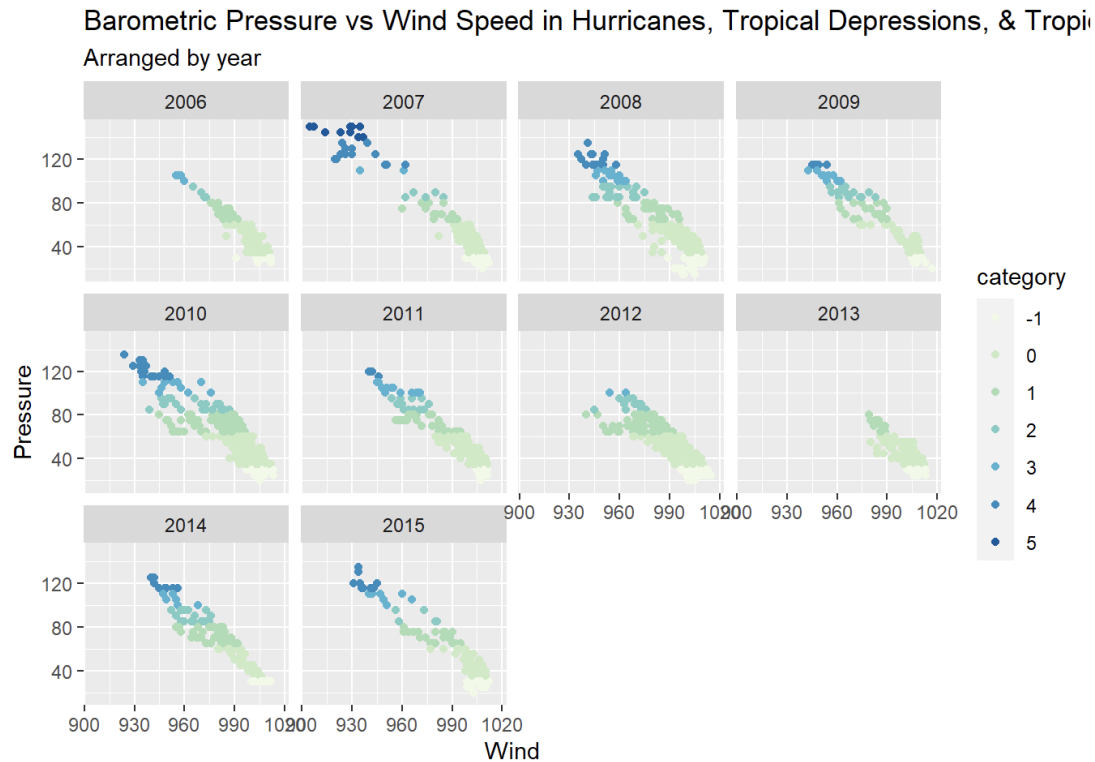 Barometric Pressure vs Wind Speed in Hurricanes, Tropical Depressions, &
Arranged by year
2006 2007 2008 2009
120
80
40
2010 2011 2012 2013
120
80
40
900 930 960 990 1020 900 930 960 990 1020
2014 2015
120
80
40
900 930 960 990 1020 900 930 960 990 1020
Wind
Pressure
category
-1
0
1
2
3
4
5